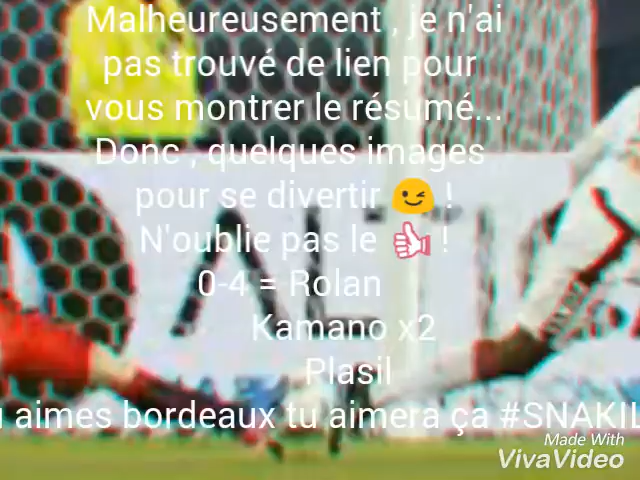 Malheureusement , je n'ai
pas trouvé de lien pour
vous montrer le résumé...
Donc , quelques images
pour se divertir 😉 !
N'oublie pas le 👍 !
0-4 = Rolan
Kamano x2
Plasil
aimes bordeaux tu aimera ça
Made With
VivaVideo